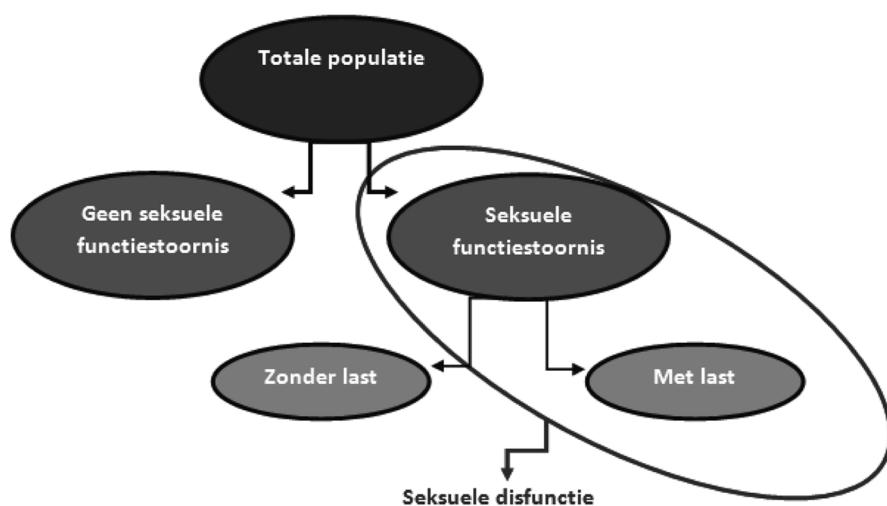 Totale populatie
Geen seksuele
functiestoornis
Seksuele
functiestoornis
Zonder last
Met last
Seksuele disfunctie